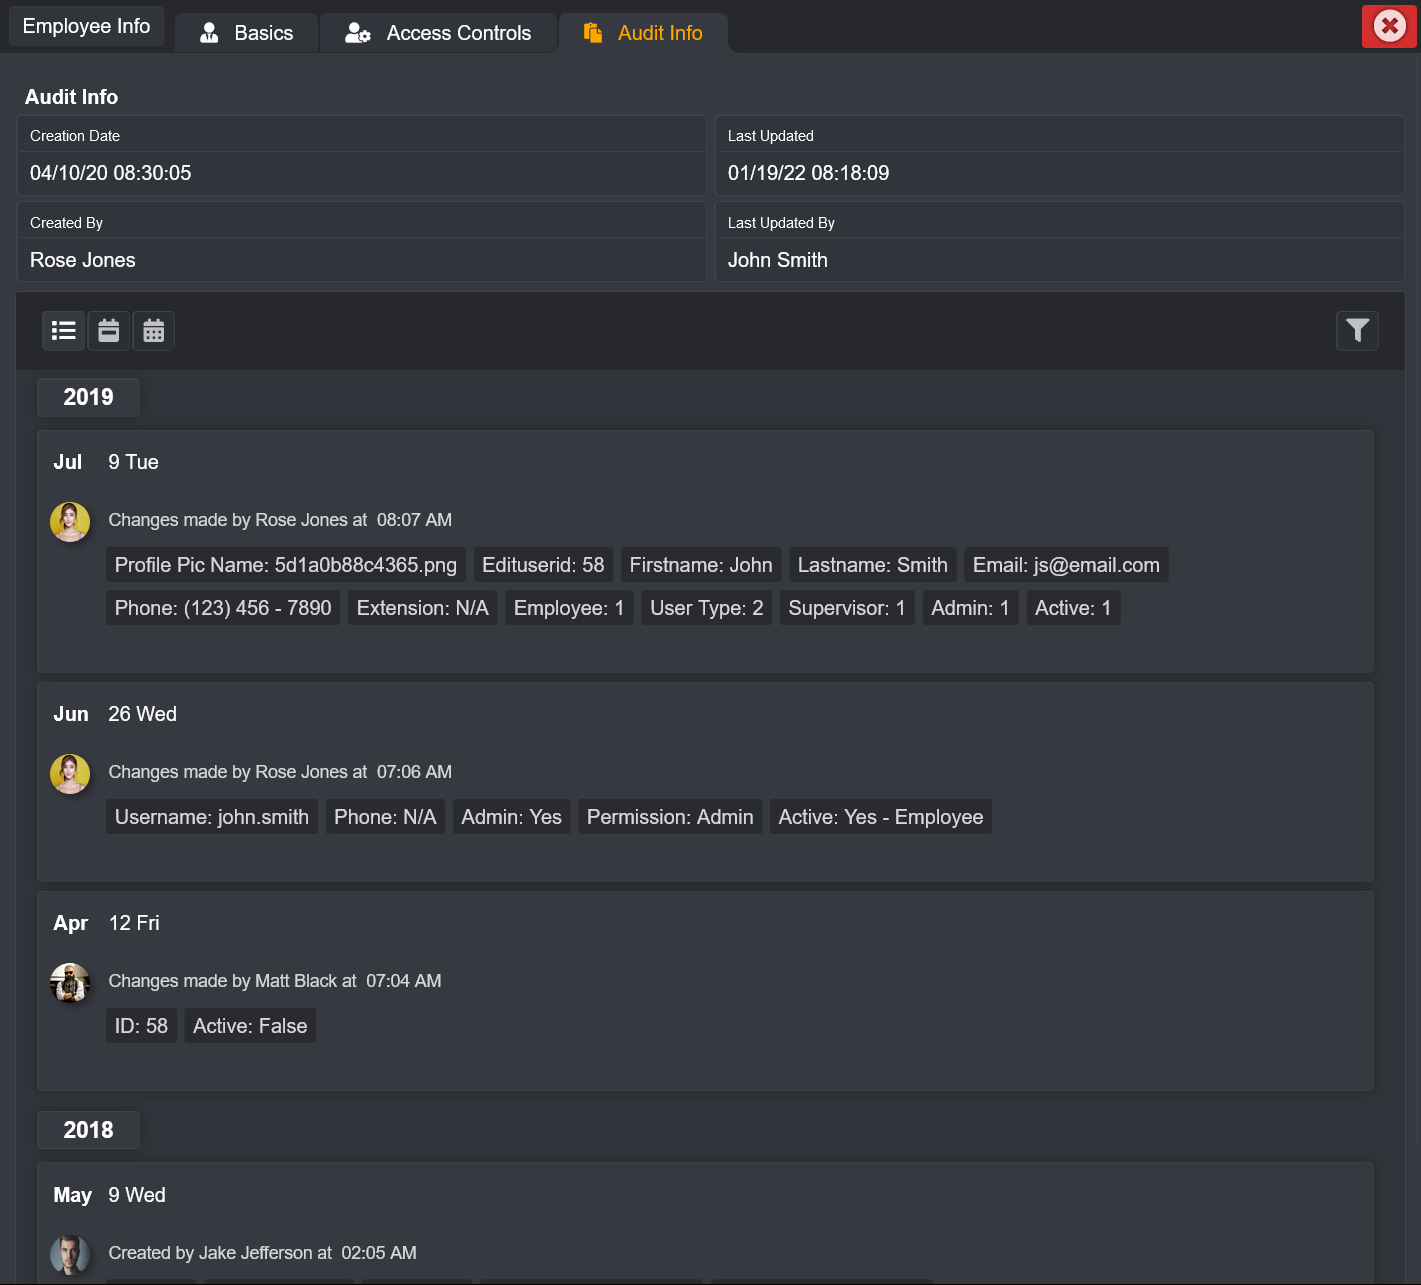 Employee Info
Basics
Access Controls
Audit Info
Audit Info
Creation Date
Last Updated
04/10/20 08:30:05
01/19/22 08:18:09
Created By
Last Updated By
Rose Jones
John Smith
2019
Jul 9 Tue
Changes made by Rose Jones at 08:07 AM
Profile Pic Name: 5d1a0b88c4365.png Edituserid: 58 Firstname: John Lastname: Smith Email: js@email.com
Phone: (123) 456 - 7890 Extension: N/A Employee: 1 User Type: 2 Supervisor: 1 Admin: 1 Active: 1
Jun 26 Wed
Changes made by Rose Jones at 07:06 AM
Username: john.smith Phone: N/A Admin: Yes Permission: Admin Active: Yes - Employee
Apr 12 Fri
Changes made by Matt Black at 07:04 AM
ID: 58 Active: False
2018
May 9 Wed
Created by Jake Jefferson at 02:05 AM